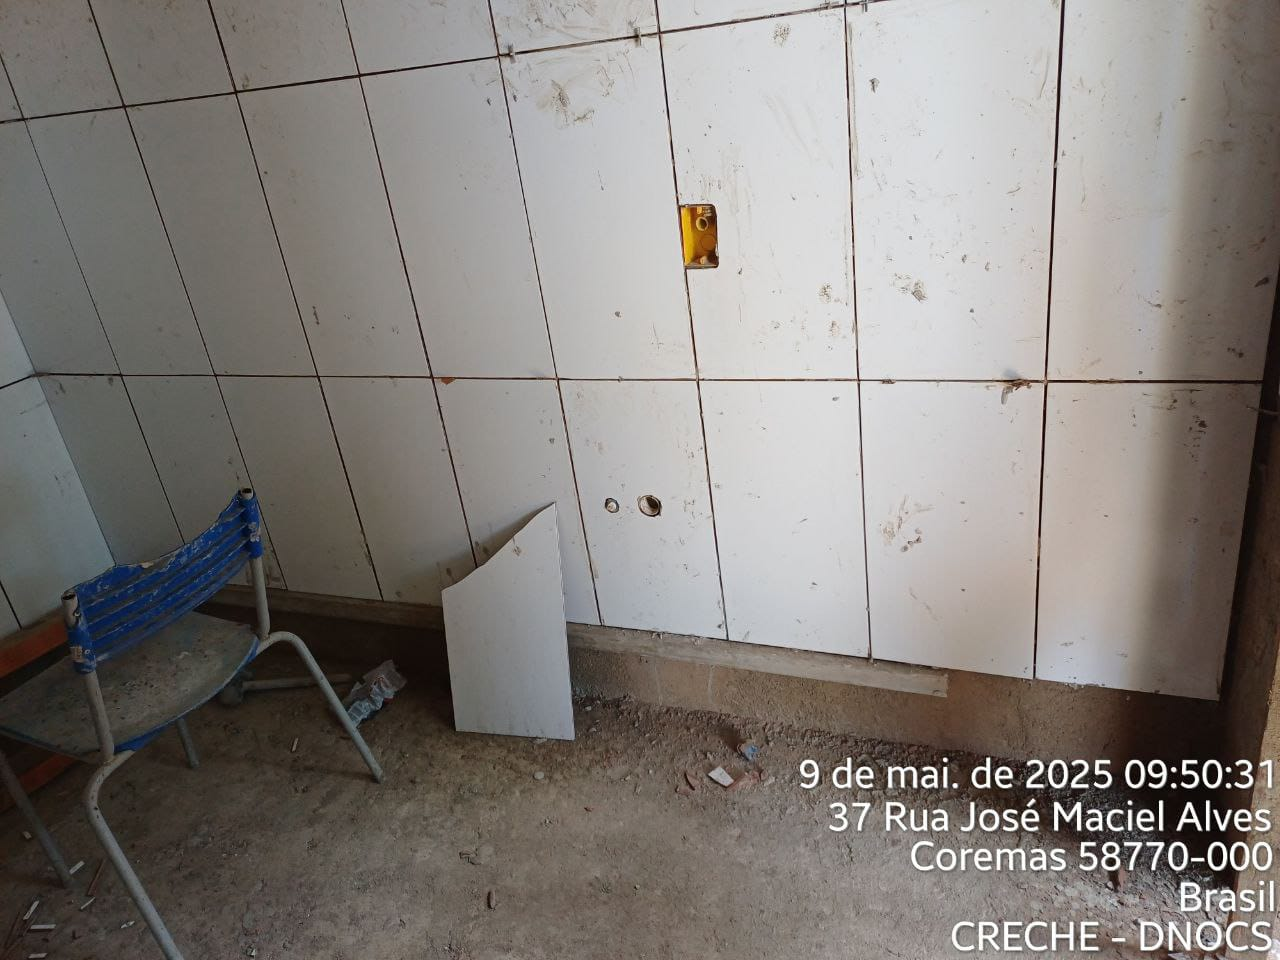 9 de mai. de 2025 09:50:31
37 Rua José Maciel Alves
Coremas 58770-000
Brasil
CRECHE - DNOCS